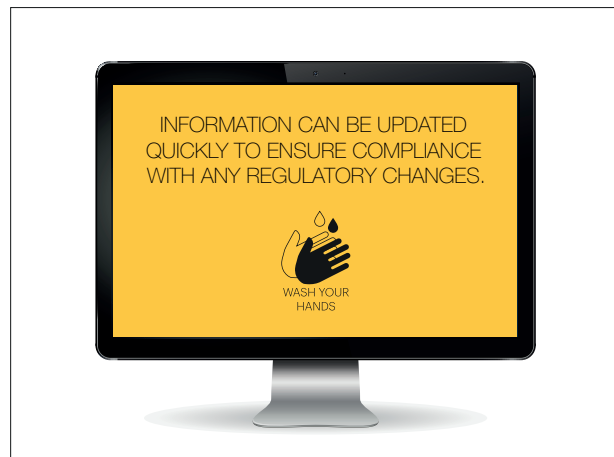 INFORMATION CAN BE UPDATED
QUICKLY TO ENSURE COMPLIANCE
WITH ANY REGULATORY CHANGES.
WASH YOUR
HANDS